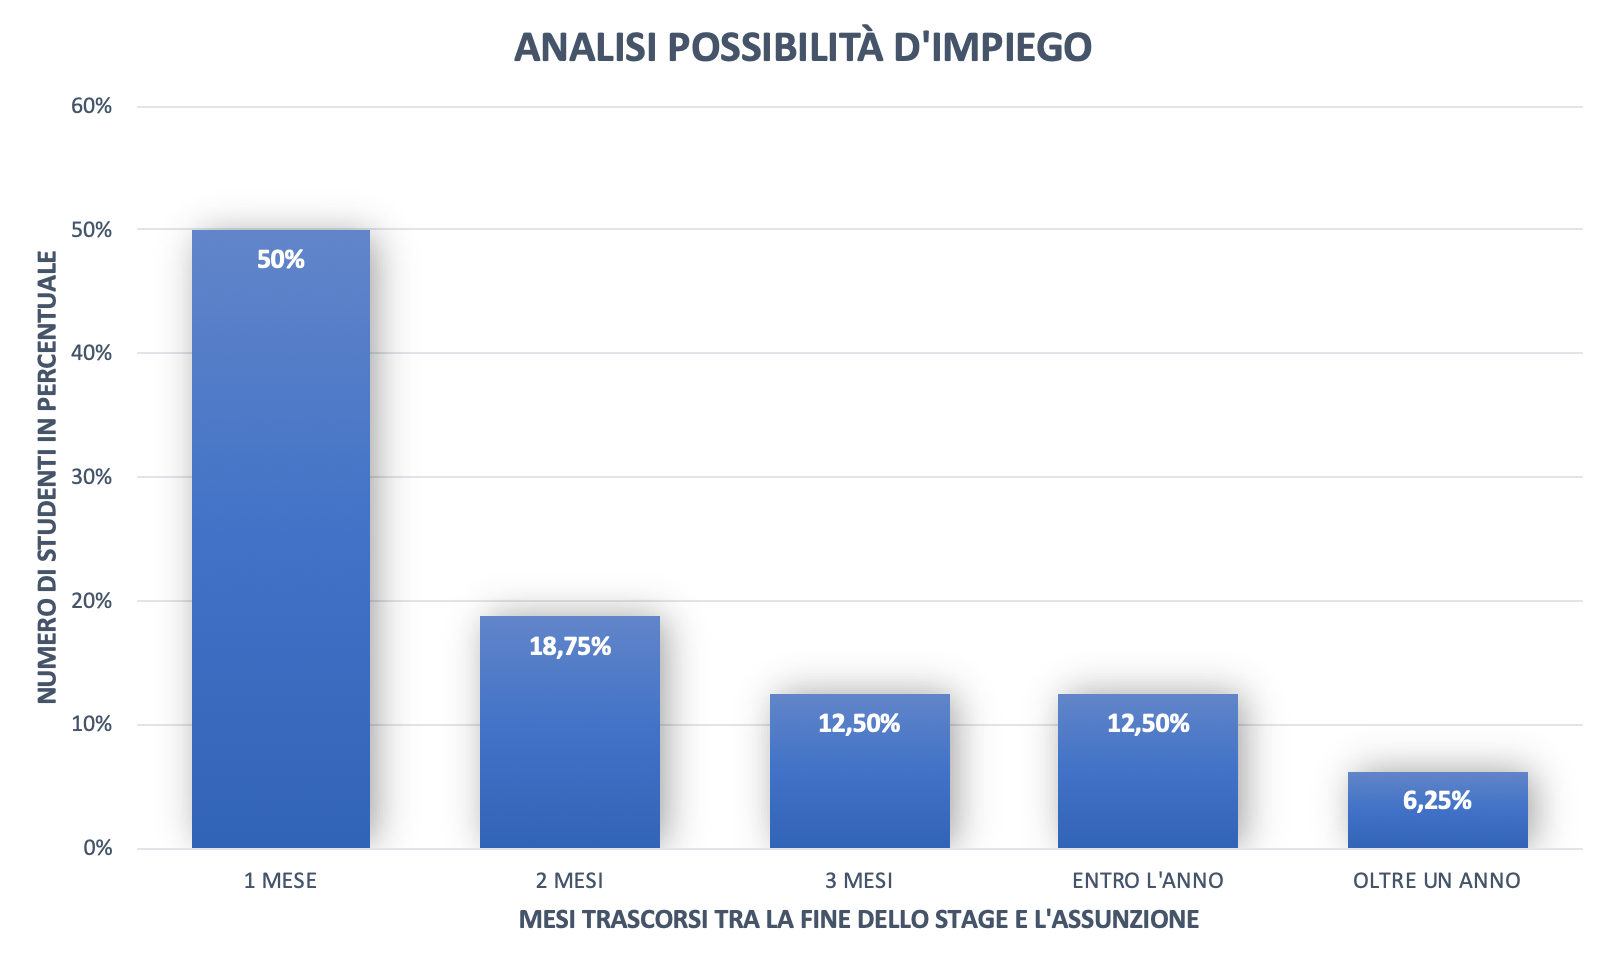 ANALISI POSSIBILITÀ D'IMPIEGO
NUMERO DI STUDENTI IN PERCENTUALE
60%
50%
40%
30%
20%
10%
0%
50%
18,75%
12,50%
12,50%
6,25%
1 MESE
2 MESI
3 MESI
ENTRO L'ANNO
OLTRE UN ANNO
MESI TRASCORSI TRA LA FINE DELLO STAGE E L'ASSUNZIONE